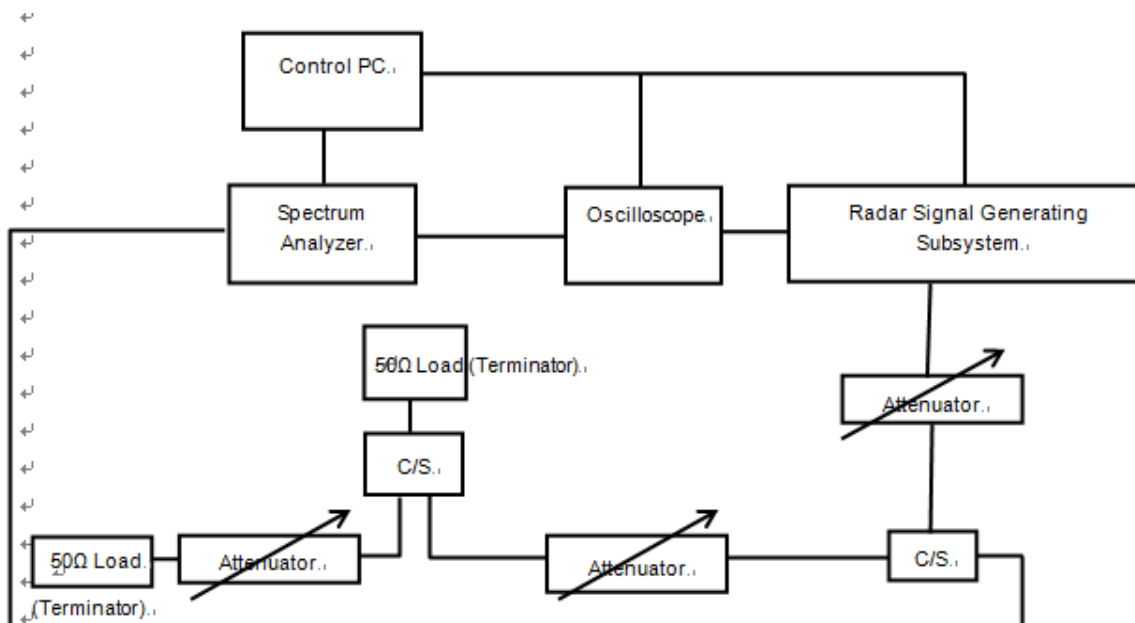 Control PC.
Spectrum
Analyzer.
Oscilloscope.
Radar Signal Generating
Subsystem.
50Ω Load (Terminator).
Attenuator.
C/S.
50Ω Load.
(Terminator).
Attenuator.
Attenuator.
C/S.